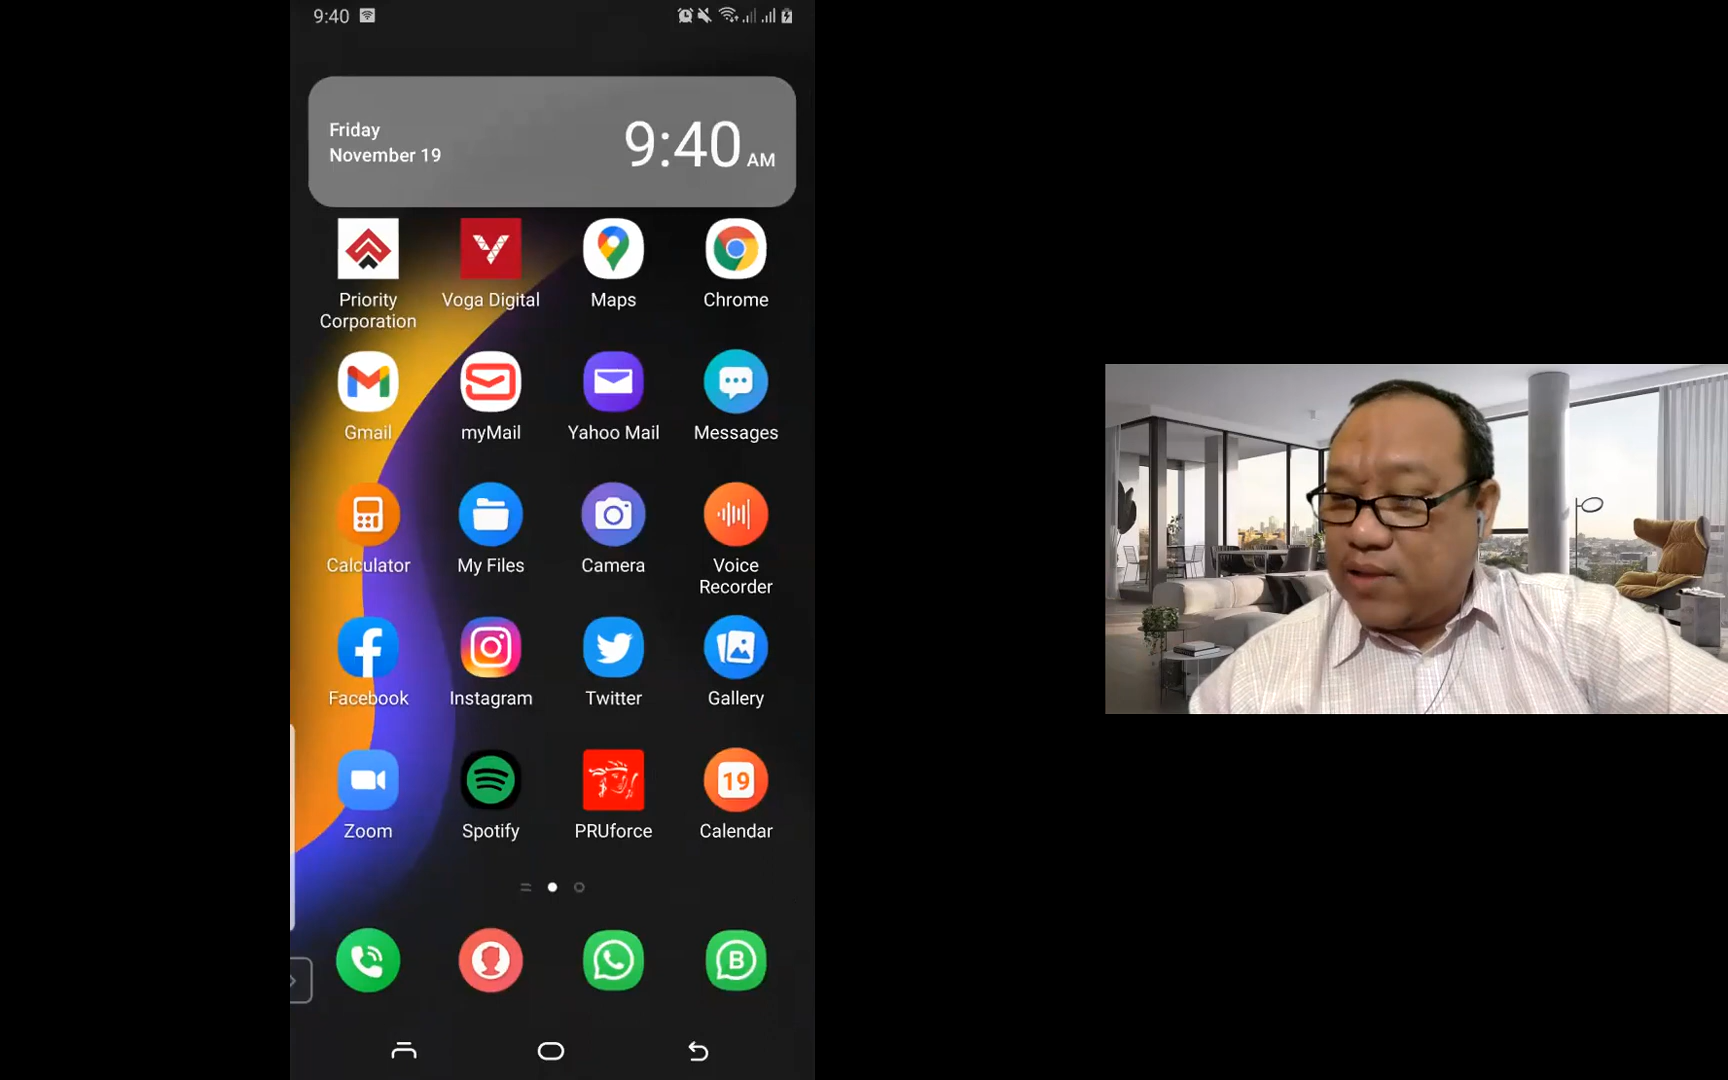 9:40
Friday
November 19
9:40 AM
Priority
Corporation
Voga Digital
Maps
Chrome
Gmail
myMail
Yahoo Mail
Messages
Calculator
My Files
Camera
Voice
Recorder
Facebook
Instagram
Twitter
Gallery
19
Zoom
Spotify
PRUforce
Calendar
B